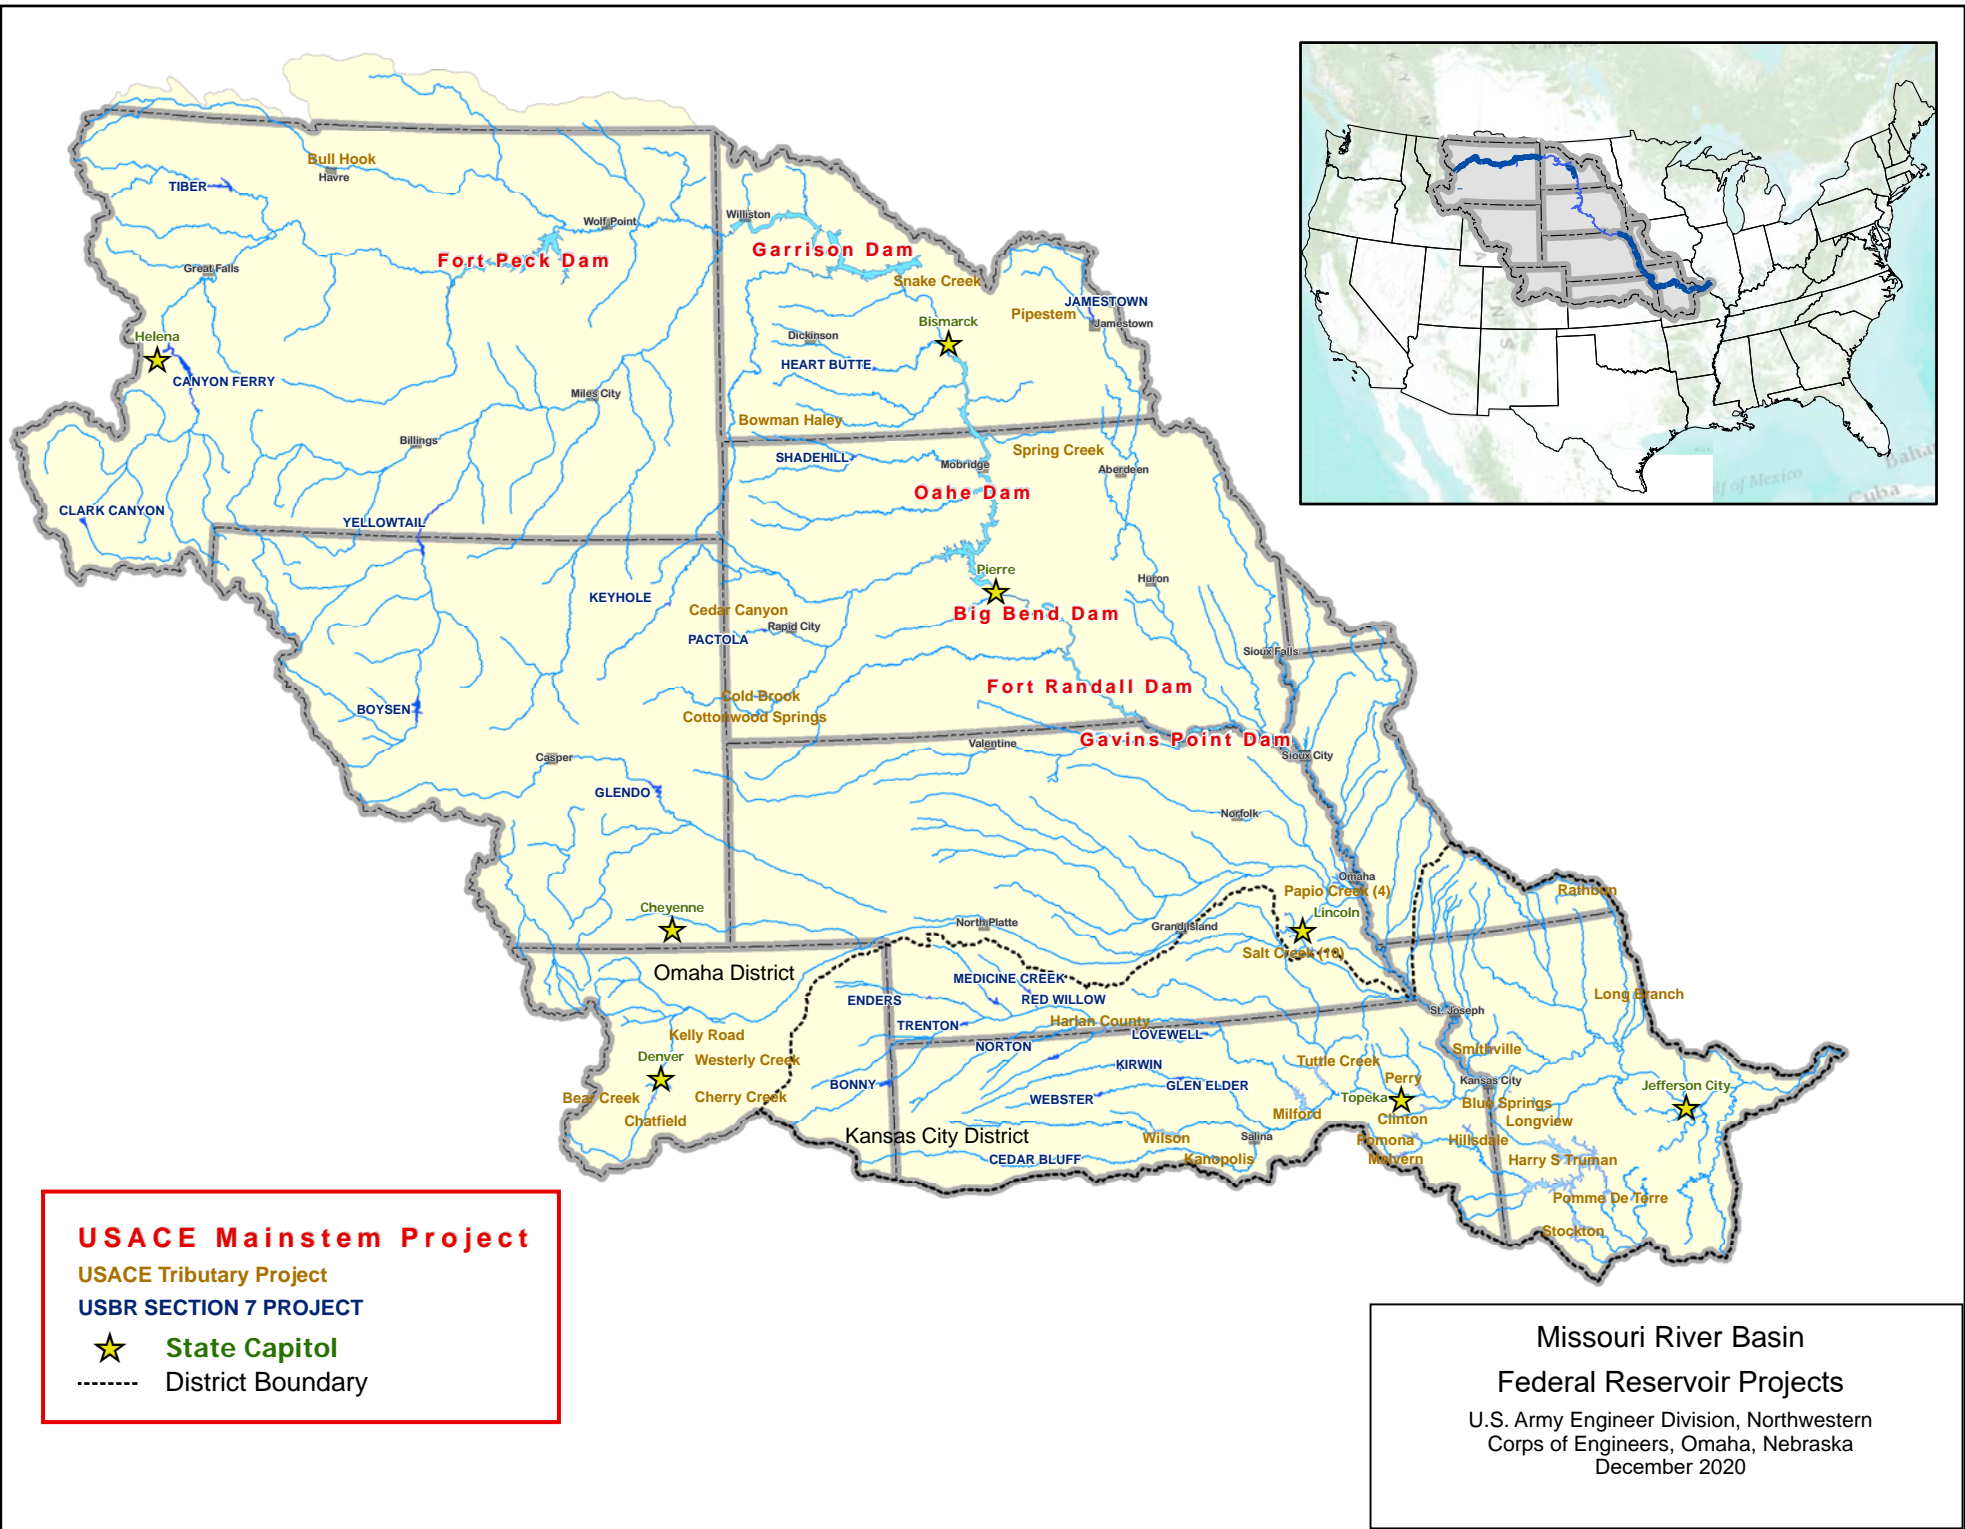 Bull Hook
Havre
TIBER
Wolf Point
Williston
Fort Peck Dam
Garrison Dam
Great Falls
Snake Creek
Pipestem
JAMESTOWN
Jamestown
Bismarck
Helena
Dickinson
HEART BUTTE
CANYON FERRY
Miles City
Bowman Haley
Billings
Spring Creek
SHADEHILL
Mobridge
Aberdeen
Oahe Dam
CLARK CANYON
YELLOWTAIL
Pierre
Huron
KEYHOLE
Cedar Canyon
Big Bend Dam
Rapid City
PACTOLA
Sioux Falls
Fort Randall Dam
Cold Brook
BOYSEN
Cottonwood Springs
Valentine
Gavins Point Dam
Casper
Sioux City
GLENDO
Norfolk
Omaha
Papio Creek (4)
Rathbun
Cheyenne
Lincoln
North Platte
Grand Island
Salt Creek (10)
Omaha District
MEDICINE CREEK
Long Branch
ENDERS
RED WILLOW
St. Joseph
TRENTON
Harlan County
Kelly Road
LOVEWELL
NORTON
Smithville
Denver
Westerly Creek
Tuttle Creek
KIRWIN
Perry
Kansas City
BONNY
GLEN ELDER
Jefferson City
Bear Creek
Cherry Creek
WEBSTER
Topeka
Blue Springs
Chatfield
Milford
Clinton
Longview
Kansas City District
Wilson
Salina
Pomona
Hillsdale
CEDAR BLUFF
Kanopolis
Melvern
Harry S Truman
Pomme De Terre
Stockton
of Mexico
Cuba
Baha
USACE Mainstem Project
USACE Tributary Project
USBR SECTION 7 PROJECT
State Capitol
District Boundary
Missouri River Basin
Federal Reservoir Projects
U.S. Army Engineer Division, Northwestern
Corps of Engineers, Omaha, Nebraska
December 2020